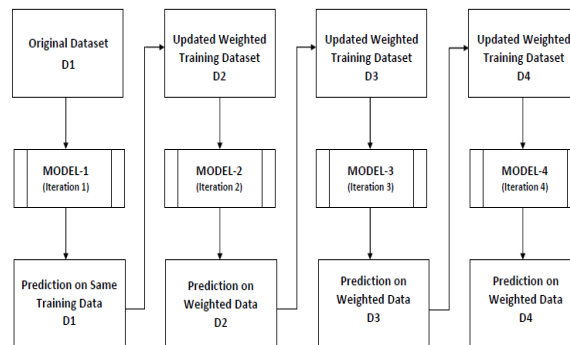 Original Dataset
D1
Updated Weighted
Training Dataset
D2
Updated Weighted
Training Dataset
D3
Updated Weighted
Training Dataset
D4
MODEL-1
(Iteration 1)
MODEL-2
(Iteration 2)
MODEL-3
(Iteration 3)
MODEL-4
(Iteration 4)
Prediction on Same
Training Data
D1
Prediction on
Weighted Data
D2
Prediction on
Weighted Data
D3
Prediction on
Weighted Data
D4